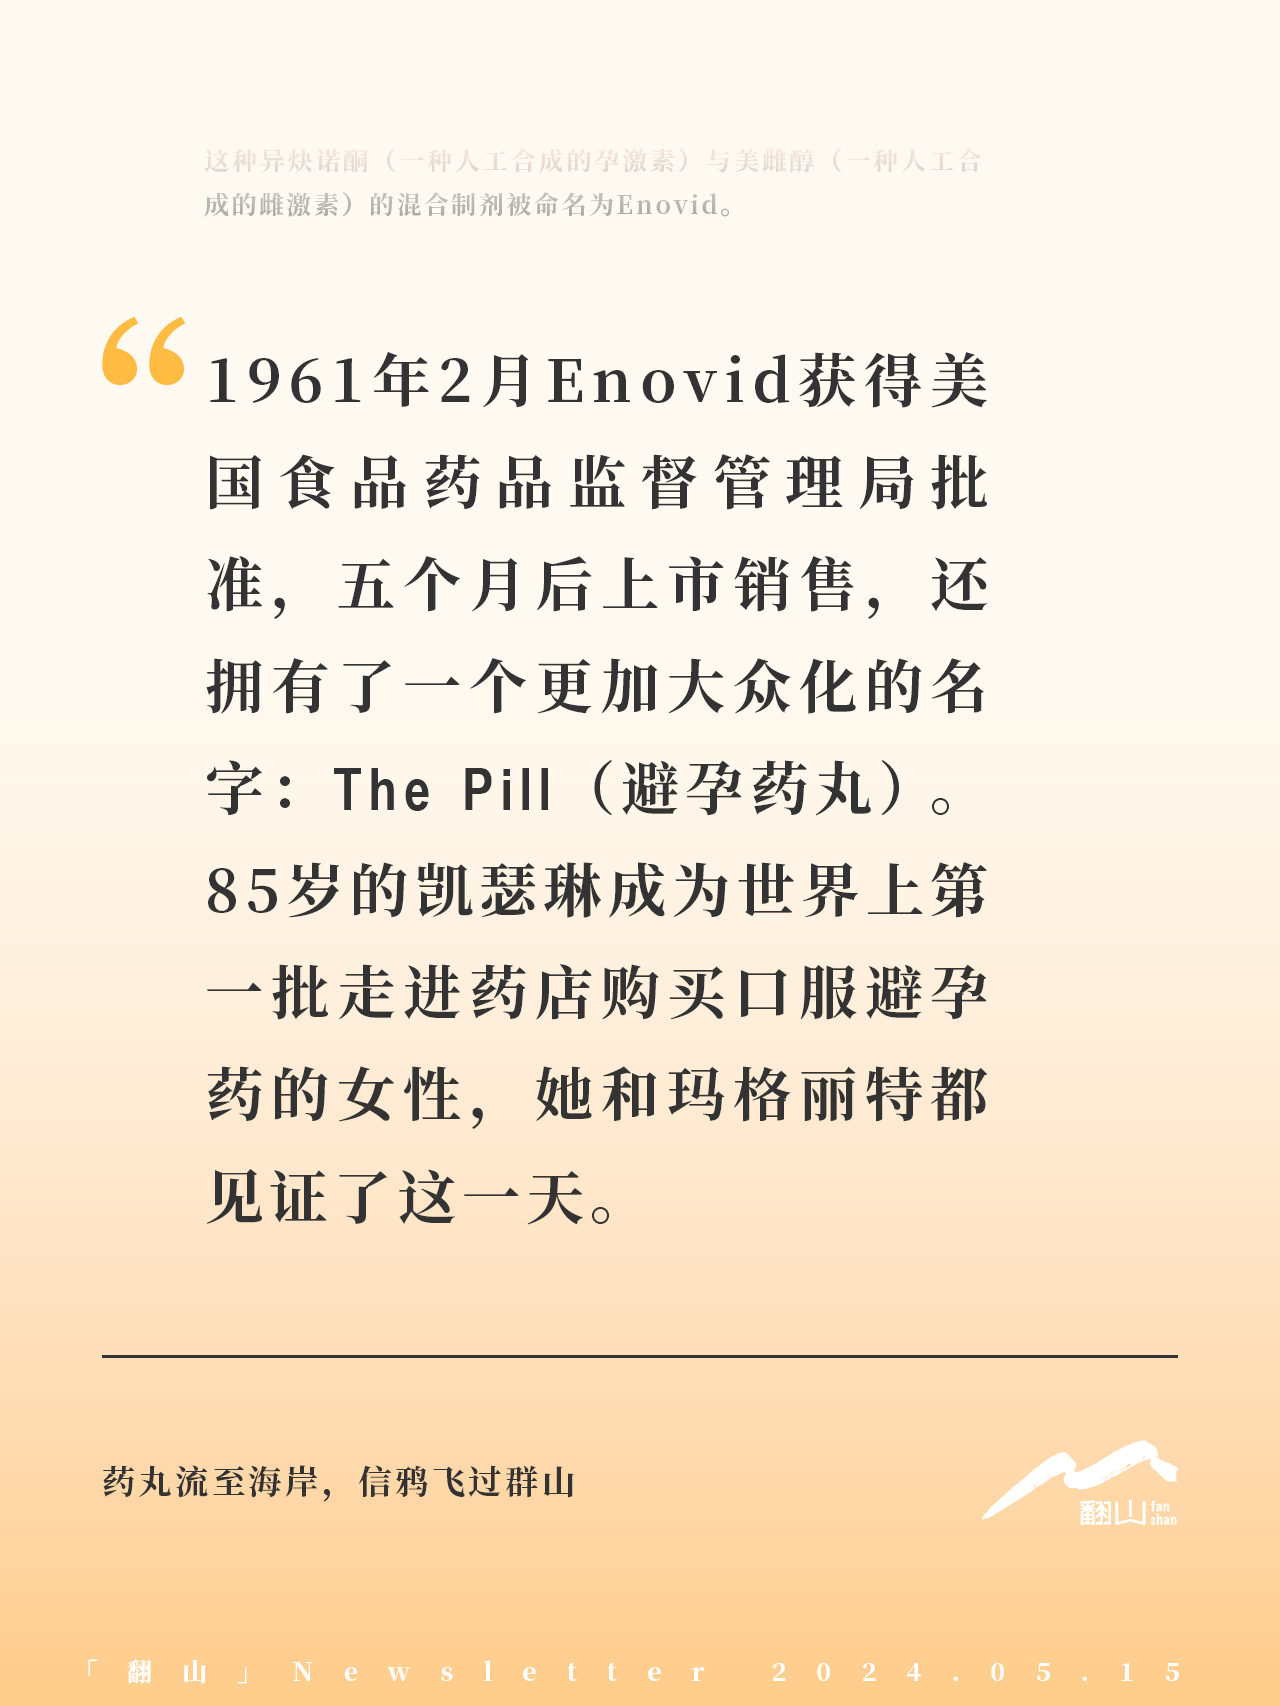 这种异炔诺酮（一种人工合成的孕激素）与美雌醇（一种人工合
成的雌激素）的混合制剂被命名为Enovid。
“
1961年2月Enovid获得美
国食品药品监督管理局批
准，五个月后上市销售，还
拥有了一个更加大众化的名
字：The Pill（避孕药丸）。
85岁的凯瑟琳成为世界上第
一批走进药店购买口服避孕
药的女性，她和玛格丽特都
见证了这一天。
药丸流至海岸，信鸦飞过群山
翻山 fan
shan
「翻山」Newsletter 2024.05.15